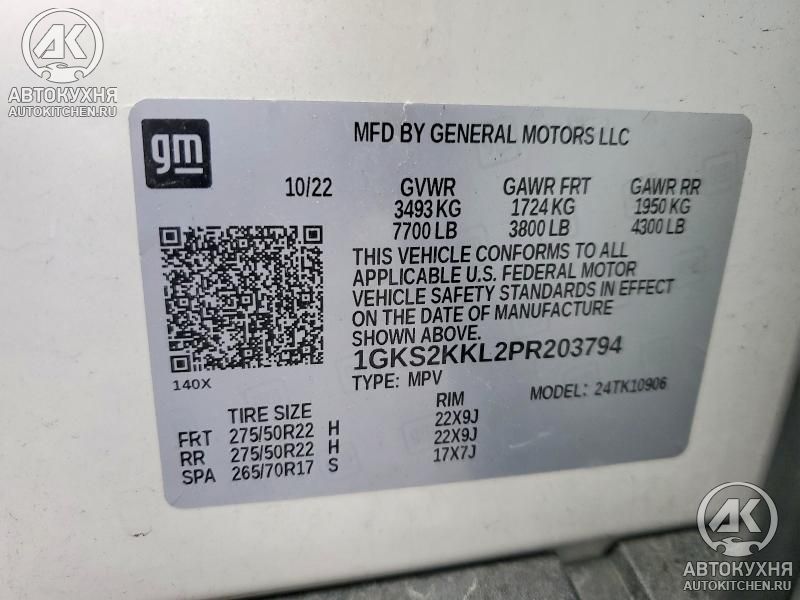 AK
АВТОКУХНЯ
AUTOKITCHEN.RU
gm
MFD BY GENERAL MOTORS LLC
10/22 GVWR GAWR FRT GAWR RR
3493 KG 1724 KG 1950 KG
7700 LB 3800 LB 4300 LB
THIS VEHICLE CONFORMS TO ALL
APPLICABLE U.S. FEDERAL MOTOR
VEHICLE SAFETY STANDARDS IN EFFECT
ON THE DATE OF MANUFACTURE
SHOWN ABOVE.
1GKS2KKL2PR203794
140X TYPE: MPV MODEL: 24TK10906
TIRE SIZE RIM
FRT 275/50R22 H 22X9J
RR 275/50R22 H 22X9J
SPA 265/70R17 S 17X7J
AK
АВТОКУХНЯ
AUTOKITCHEN.RU